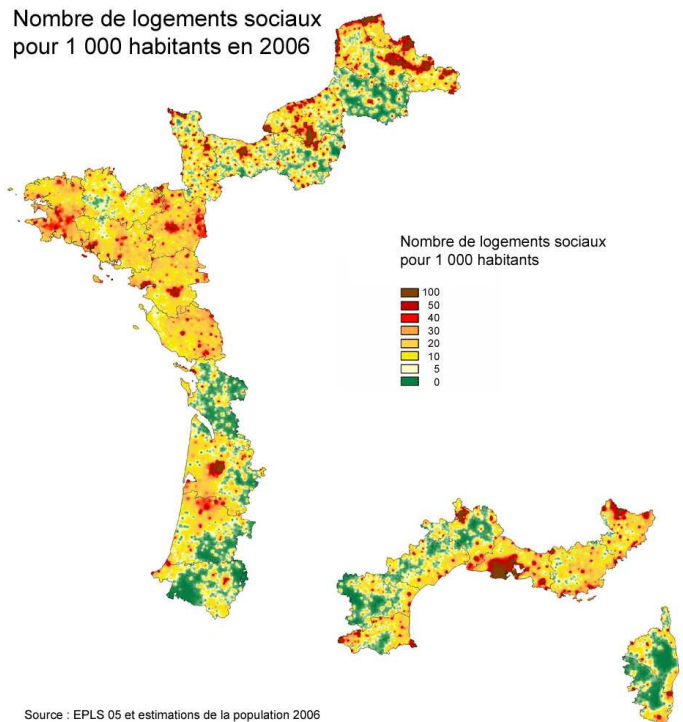 Nombre de logements sociaux
pour 1 000 habitants en 2006
Nombre de logements sociaux
pour 1 000 habitants
100
50
40
30
20
10
5
0
Source : EPLS 05 et estimations de la population 2006